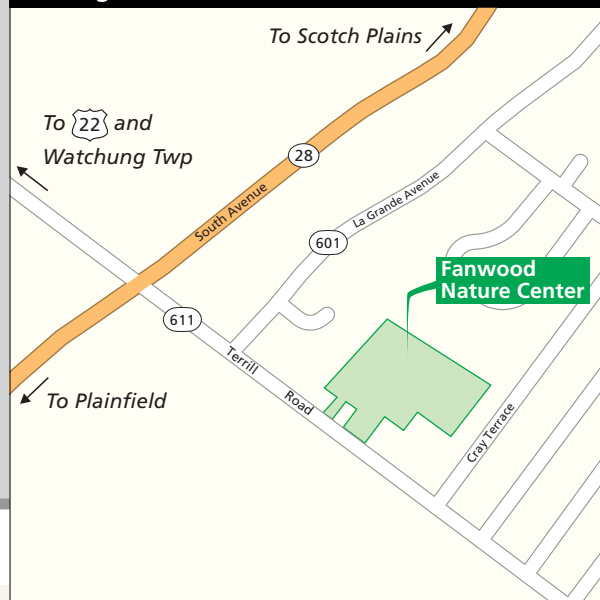 To Scotch Plains
To 22 and
Watchung Twp
28
South Avenue
La Grande Avenue
601
Fanwood
Nature Center
611
Terrill
Road
To Plainfield
Cray Terrace